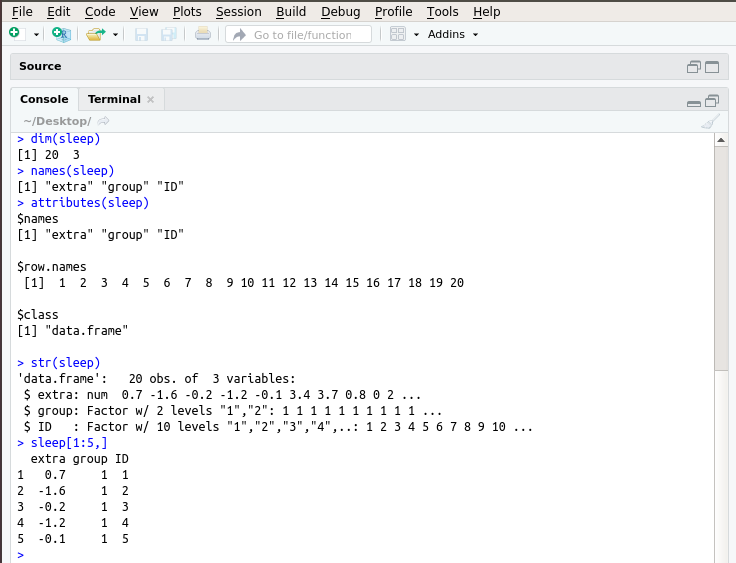 File Edit Code View Plots Session Build Debug Profile Tools Help
Go to file/function Addins
Source
Console Terminal
~/Desktop/
> dim(sleep)
[1] 20  3
> names(sleep)
[1] "extra" "group" "ID"
> attributes(sleep)
$names
[1] "extra" "group" "ID"
$row.names
 [1]  1  2  3  4  5  6  7  8  9 10 11 12 13 14 15 16 17 18 19 20
$class
[1] "data.frame"
> str(sleep)
'data.frame':   20 obs. of  3 variables:
 $ extra: num  0.7 -1.6 -0.2 -1.2 -0.1 3.4 3.7 0.8 0 2 ...
 $ group: Factor w/ 2 levels "1","2": 1 1 1 1 1 1 1 1 1 1 ...
 $ ID   : Factor w/ 10 levels "1","2","3","4",..: 1 2 3 4 5 6 7 8 9 10 ...
> sleep[1:5,]
  extra group ID
1   0.7     1  1
2  -1.6     1  2
3  -0.2     1  3
4  -1.2     1  4
5  -0.1     1  5
>